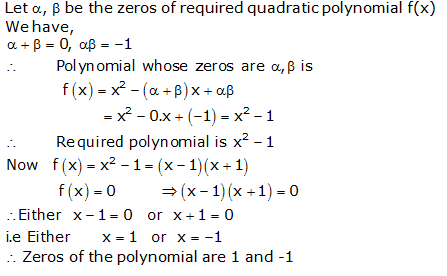 Let α, β be the zeros of required quadratic polynomial f(x)
We have,
α + β = 0, αβ = −1
∴ Polynomial whose zeros are α,β is
f(x) = x² − (α + β)x + αβ
= x² − 0.x + (−1) = x² − 1
∴ Required polynomial is x² − 1
Now f(x) = x² − 1 = (x − 1)(x + 1)
f(x) = 0 ⇒ (x − 1)(x + 1) = 0
∴ Either x − 1 = 0 or x + 1 = 0
i.e Either x = 1 or x = −1
∴ Zeros of the polynomial are 1 and -1